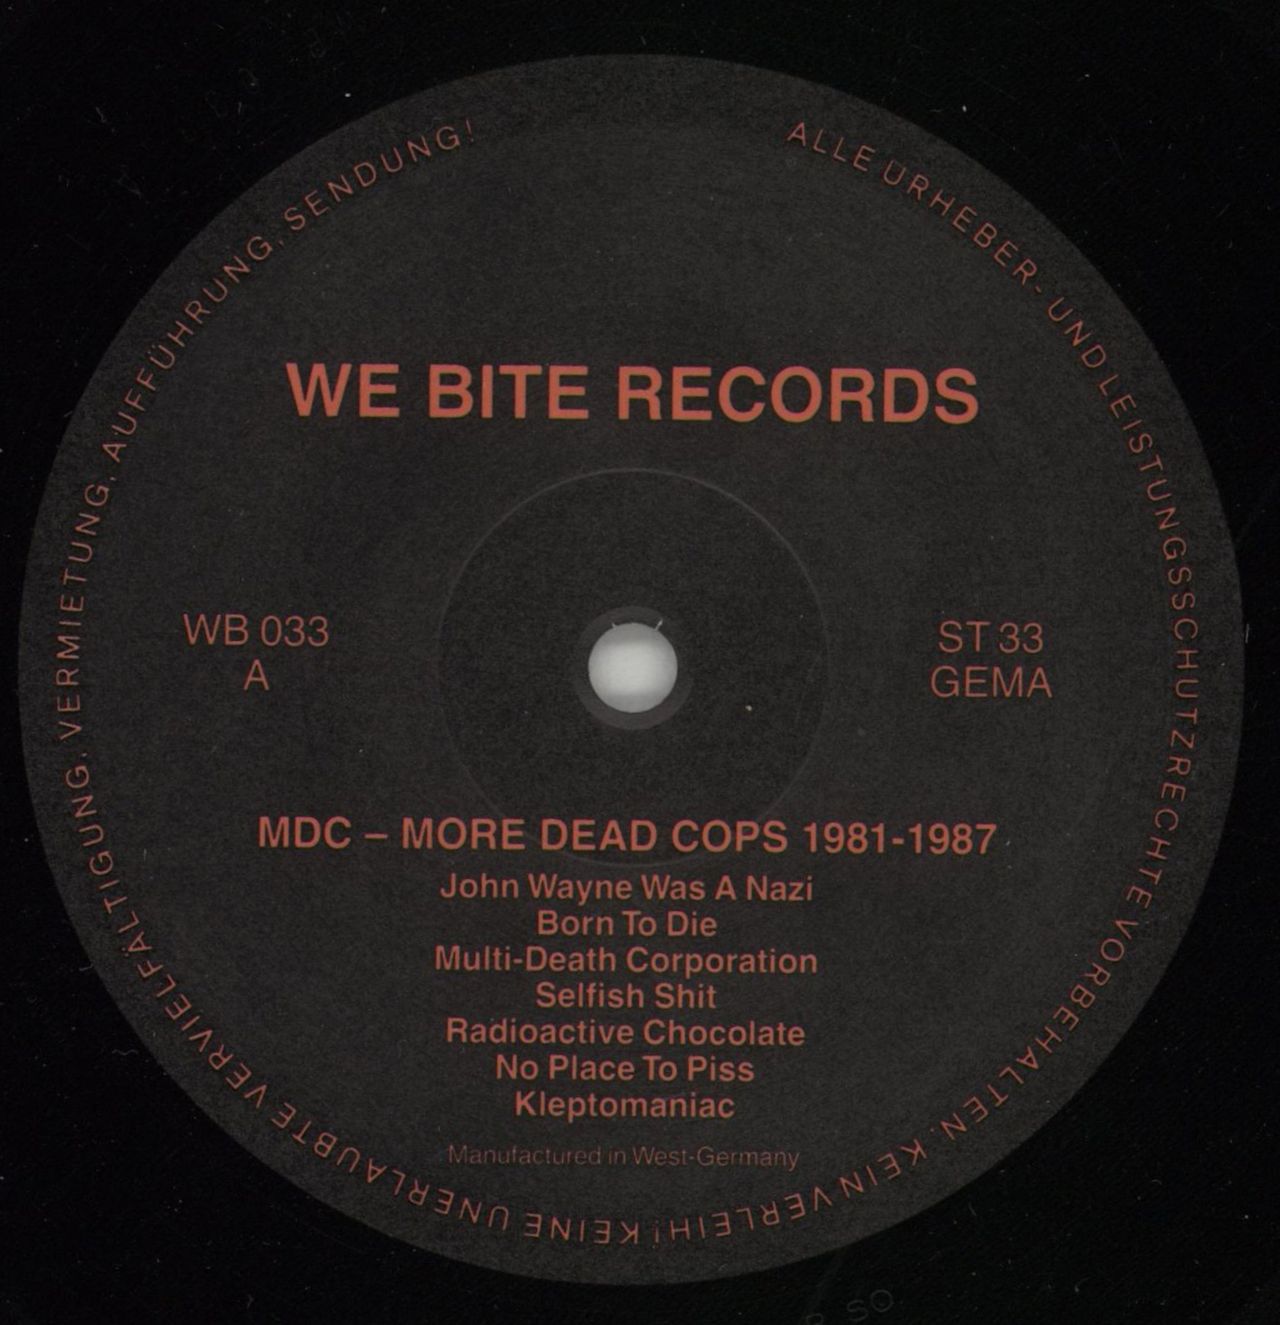 WE BITE RECORDS
WB 033
A
ST 33
GEMA
MDC – MORE DEAD COPS 1981-1987
John Wayne Was A Nazi
Born To Die
Multi-Death Corporation
Selfish Shit
Radioactive Chocolate
No Place To Piss
Kleptomaniac
Manufactured in West-Germany
ALLE URHEBER- UND LEISTUNGSSCHUTZRECHTE VORBEHALTEN. KEIN VERLEIH! KEINE UNERLAUBTE VERVIELFÄLTIGUNG, VERMIETUNG, AUFFÜHRUNG, SENDUNG!